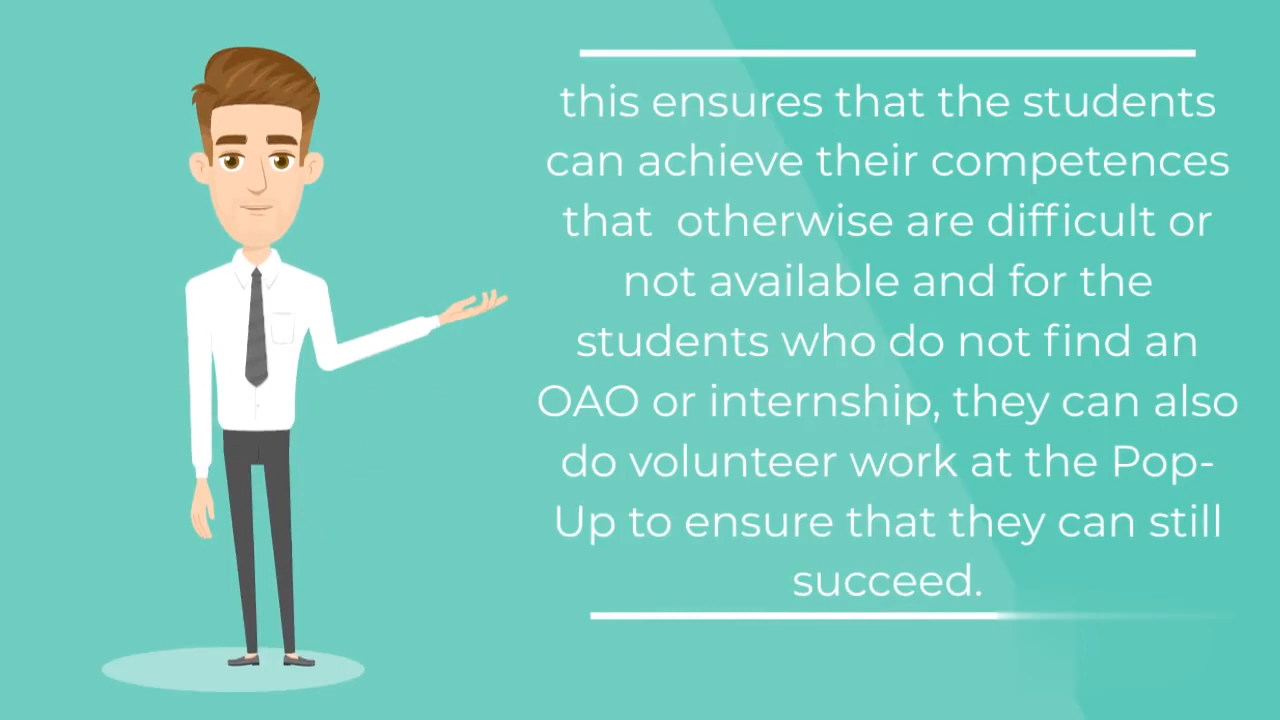 this ensures that the students
can achieve their competences
that  otherwise are difficult or
not available and for the
students who do not find an
OAO or internship, they can also
do volunteer work at the Pop-
Up to ensure that they can still
succeed.